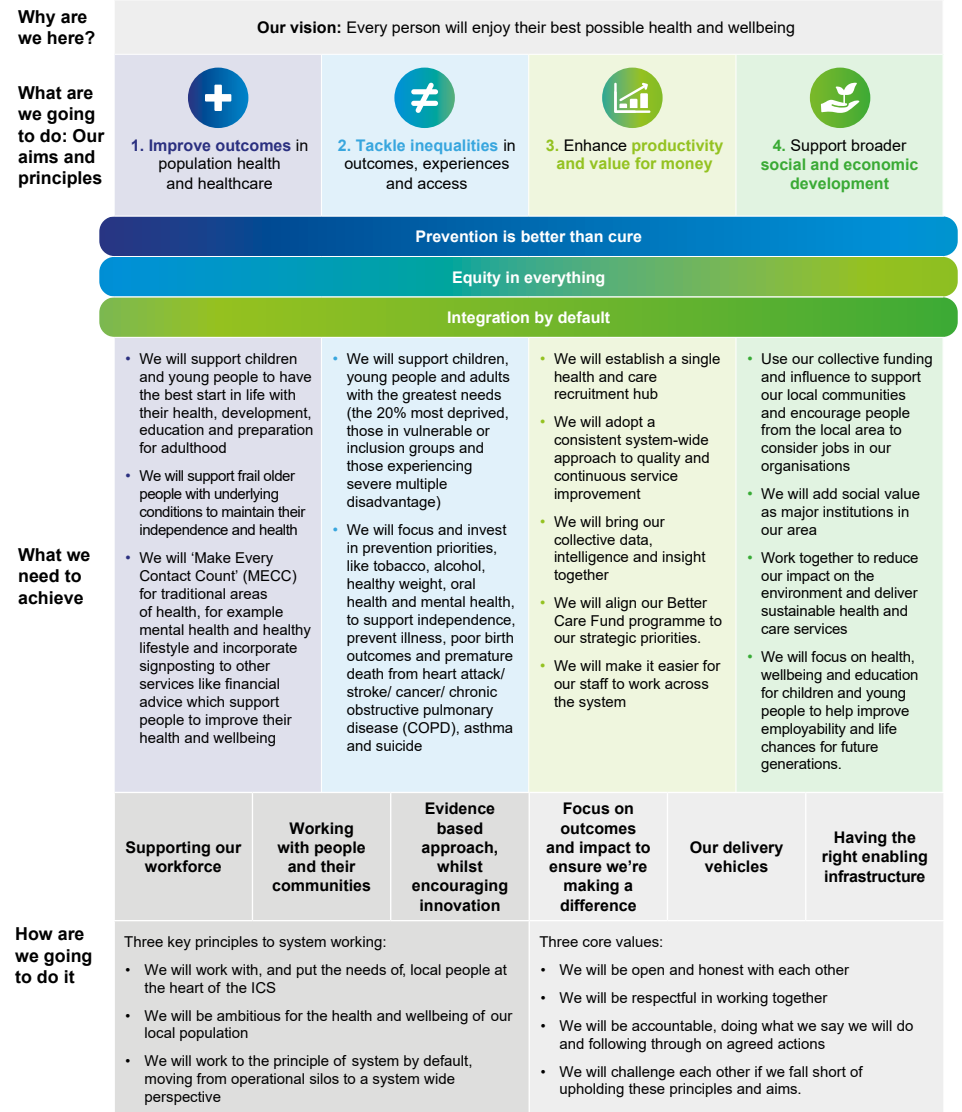 Why are
we here?
Our vision: Every person will enjoy their best possible health and wellbeing
What are
we going
to do: Our
aims and
principles
1. Improve outcomes in
population health
and healthcare
2. Tackle inequalities in
outcomes, experiences
and access
3. Enhance productivity
and value for money
4. Support broader
social and economic
development
Prevention is better than cure
Equity in everything
Integration by default
What we
need to
achieve
• We will support children
and young people to have
the best start in life with
their health, development,
education and preparation
for adulthood
• We will support frail older
people with underlying
conditions to maintain their
independence and health
• We will ‘Make Every
Contact Count’ (MECC)
for traditional areas
of health, for example
mental health and healthy
lifestyle and incorporate
signposting to other
services like financial
advice which support
people to improve their
health and wellbeing
• We will support children,
young people and adults
with the greatest needs
(the 20% most deprived,
those in vulnerable or
inclusion groups and
those experiencing
severe multiple
disadvantage)
• We will focus and invest
in prevention priorities,
like tobacco, alcohol,
healthy weight, oral
health and mental health,
to support independence,
prevent illness, poor birth
outcomes and premature
death from heart attack/
stroke/ cancer/ chronic
obstructive pulmonary
disease (COPD), asthma
and suicide
• We will establish a single
health and care
recruitment hub
• We will adopt a
consistent system-wide
approach to quality and
continuous service
improvement
• We will bring our
collective data,
intelligence and insight
together
• We will align our Better
Care Fund programme to
our strategic priorities.
• We will make it easier for
our staff to work across
the system
• Use our collective funding
and influence to support
our local communities
and encourage people
from the local area to
consider jobs in our
organisations
• We will add social value
as major institutions in
our area
• Work together to reduce
our impact on the
environment and deliver
sustainable health and
care services
• We will focus on health,
wellbeing and education
for children and young
people to help improve
employability and life
chances for future
generations.
How are
we going
to do it
Supporting our
workforce
Working
with people
and their
communities
Evidence
based
approach,
whilst
encouraging
innovation
Focus on
outcomes
and impact to
ensure we’re
making a
difference
Our delivery
vehicles
Having the
right enabling
infrastructure
Three key principles to system working:
• We will work with, and put the needs of, local people at
the heart of the ICS
• We will be ambitious for the health and wellbeing of our
local population
• We will work to the principle of system by default,
moving from operational silos to a system wide
perspective
Three core values:
• We will be open and honest with each other
• We will be respectful in working together
• We will be accountable, doing what we say we will do
and following through on agreed actions
• We will challenge each other if we fall short of
upholding these principles and aims.